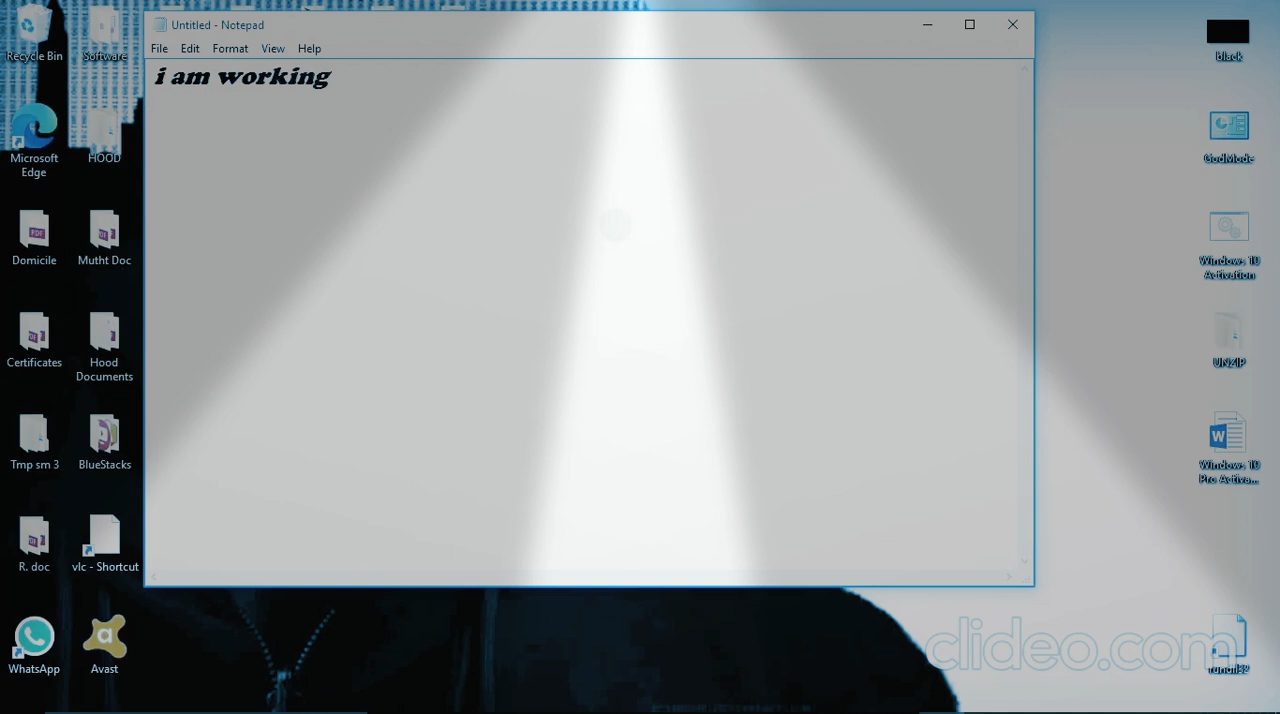 Untitled - Notepad
File Edit Format View Help
i am working
Recycle Bin
Software
Microsoft
Edge
HOOD
Domicile
Mutht Doc
Certificates
Hood
Documents
Tmp sm 3
BlueStacks
R. doc
vlc - Shortcut
WhatsApp
Avast
black
GodMode
Windows 10
Activation
UNZIP
Windows 10
Pro Activa...
rundll32
clideo.com